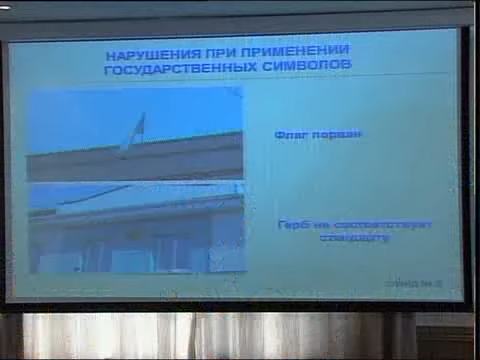 НАРУШЕНИЯ ПРИ ПРИМЕНЕНИИ
ГОСУДАРСТВЕННЫХ СИМВОЛОВ
Флаг порван
Герб не соответствует
стандарту